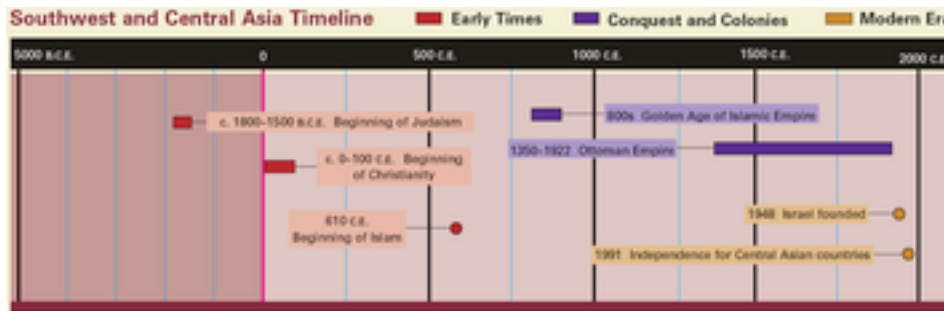 Southwest and Central Asia Timeline
Early Times
Conquest and Colonies
Modern Era
5000 B.C.E.
0
500 C.E.
1000 C.E.
1500 C.E.
2000 C.E.
c. 1800–1500 B.C.E. Beginning of Judaism
800s Golden Age of Islamic Empire
1350–1922 Ottoman Empire
c. 0–100 C.E. Beginning
of Christianity
610 C.E.
Beginning of Islam
1948 Israel founded
1991 Independence for Central Asian countries